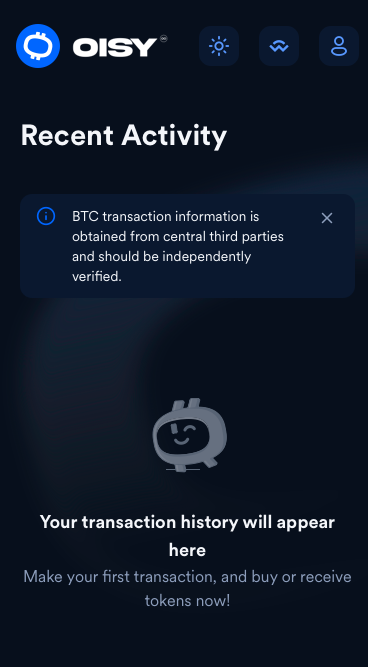 OISY
Recent Activity
BTC transaction information is
obtained from central third parties
and should be independently
verified.
Your transaction history will appear
here
Make your first transaction, and buy or receive
tokens now!